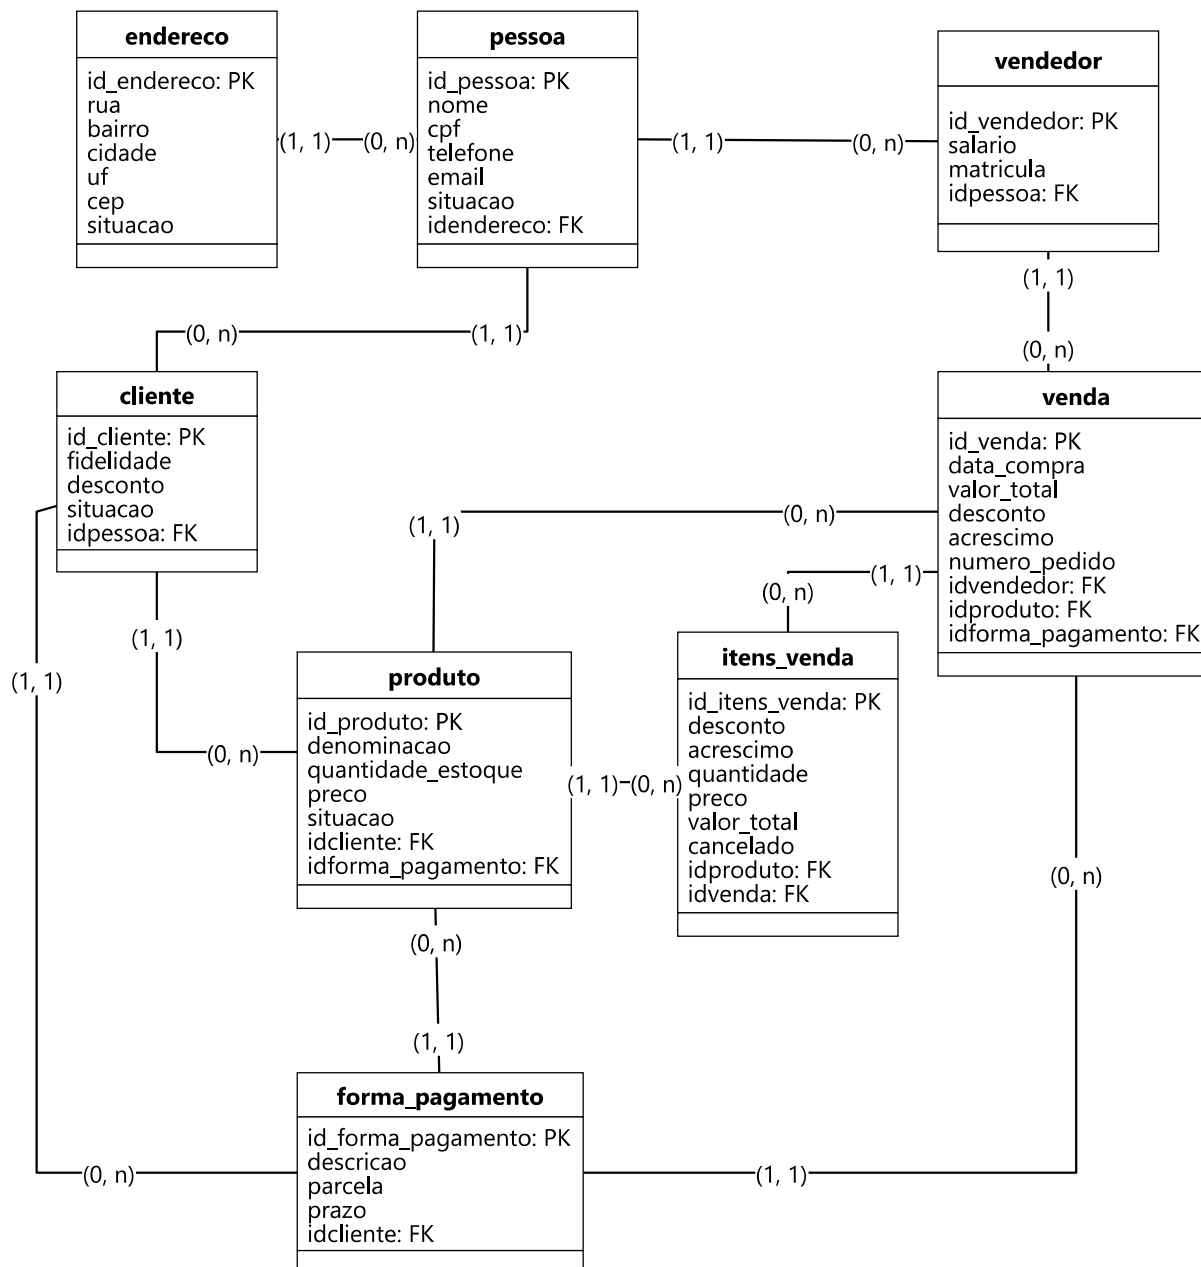 endereco
id_endereco: PK
rua
bairro
cidade
uf
cep
situacao
(1, 1)
(0, n)
pessoa
id_pessoa: PK
nome
cpf
telefone
email
situacao
idendereco: FK
(1, 1)
(0, n)
vendedor
id_vendedor: PK
salario
matricula
idpessoa: FK
(1, 1)
(0, n)
(0, n)
(1, 1)
cliente
id_cliente: PK
fidelidade
desconto
situacao
idpessoa: FK
venda
id_venda: PK
data_compra
valor_total
desconto
acrescimo
numero_pedido
idvendedor: FK
idproduto: FK
idforma_pagamento: FK
(1, 1)
(0, n)
(0, n)
(1, 1)
(1, 1)
(1, 1)
(0, n)
produto
id_produto: PK
denominacao
quantidade_estoque
preco
situacao
idcliente: FK
idforma_pagamento: FK
(1, 1)
(0, n)
itens_venda
id_itens_venda: PK
desconto
acrescimo
quantidade
preco
valor_total
cancelado
idproduto: FK
idvenda: FK
(0, n)
(0, n)
(1, 1)
forma_pagamento
id_forma_pagamento: PK
descricao
parcela
prazo
idcliente: FK
(0, n)
(1, 1)